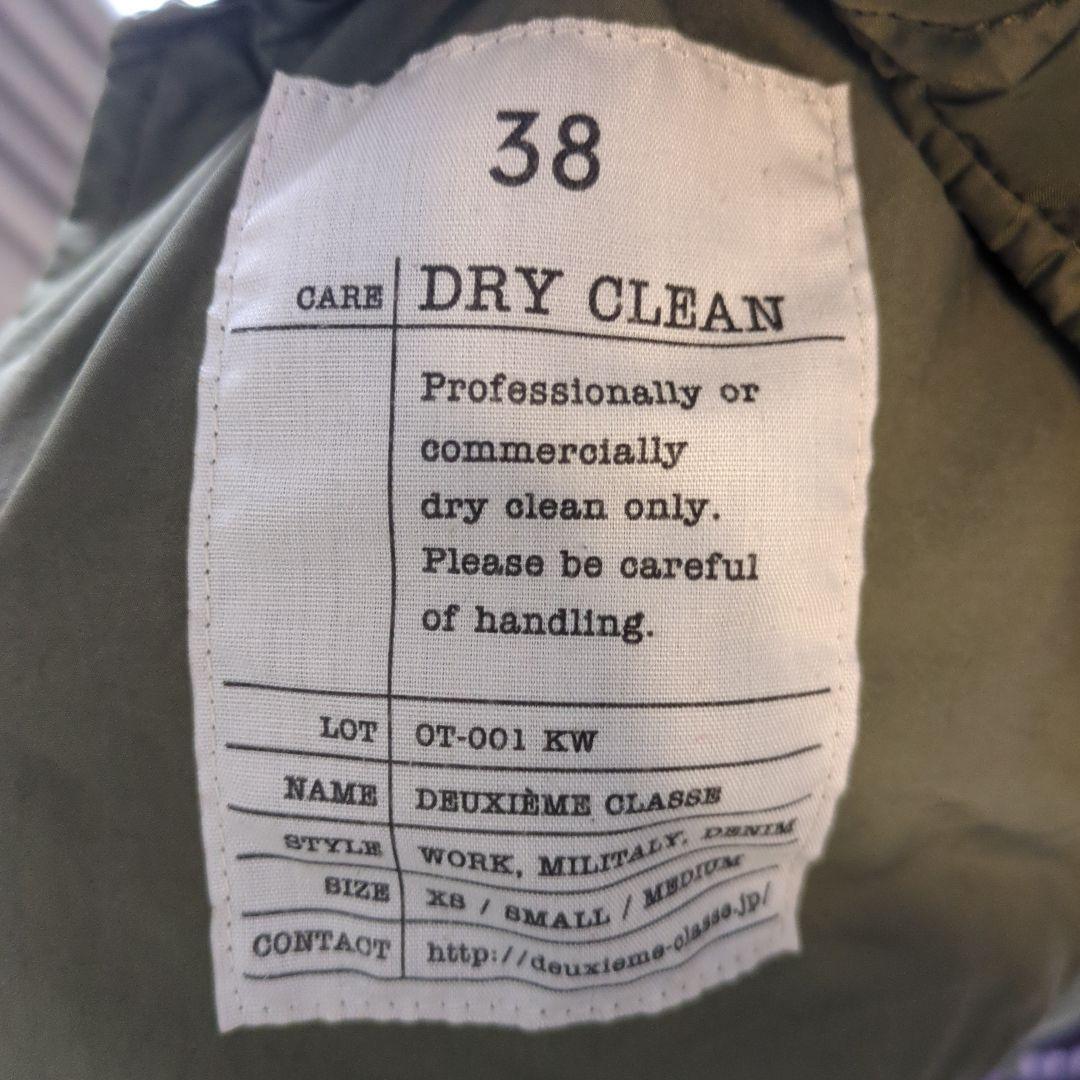 38
CARE DRY CLEAN
Professionally or
commercially
dry clean only.
Please be careful
of handling.
LOT OT-001 KW
NAME DEUXIÈME CLASSE
STYLE WORK, MILITALY, DENIM
SIZE XS / SMALL / MEDIUM
CONTACT http://deuxieme-classe.jp/